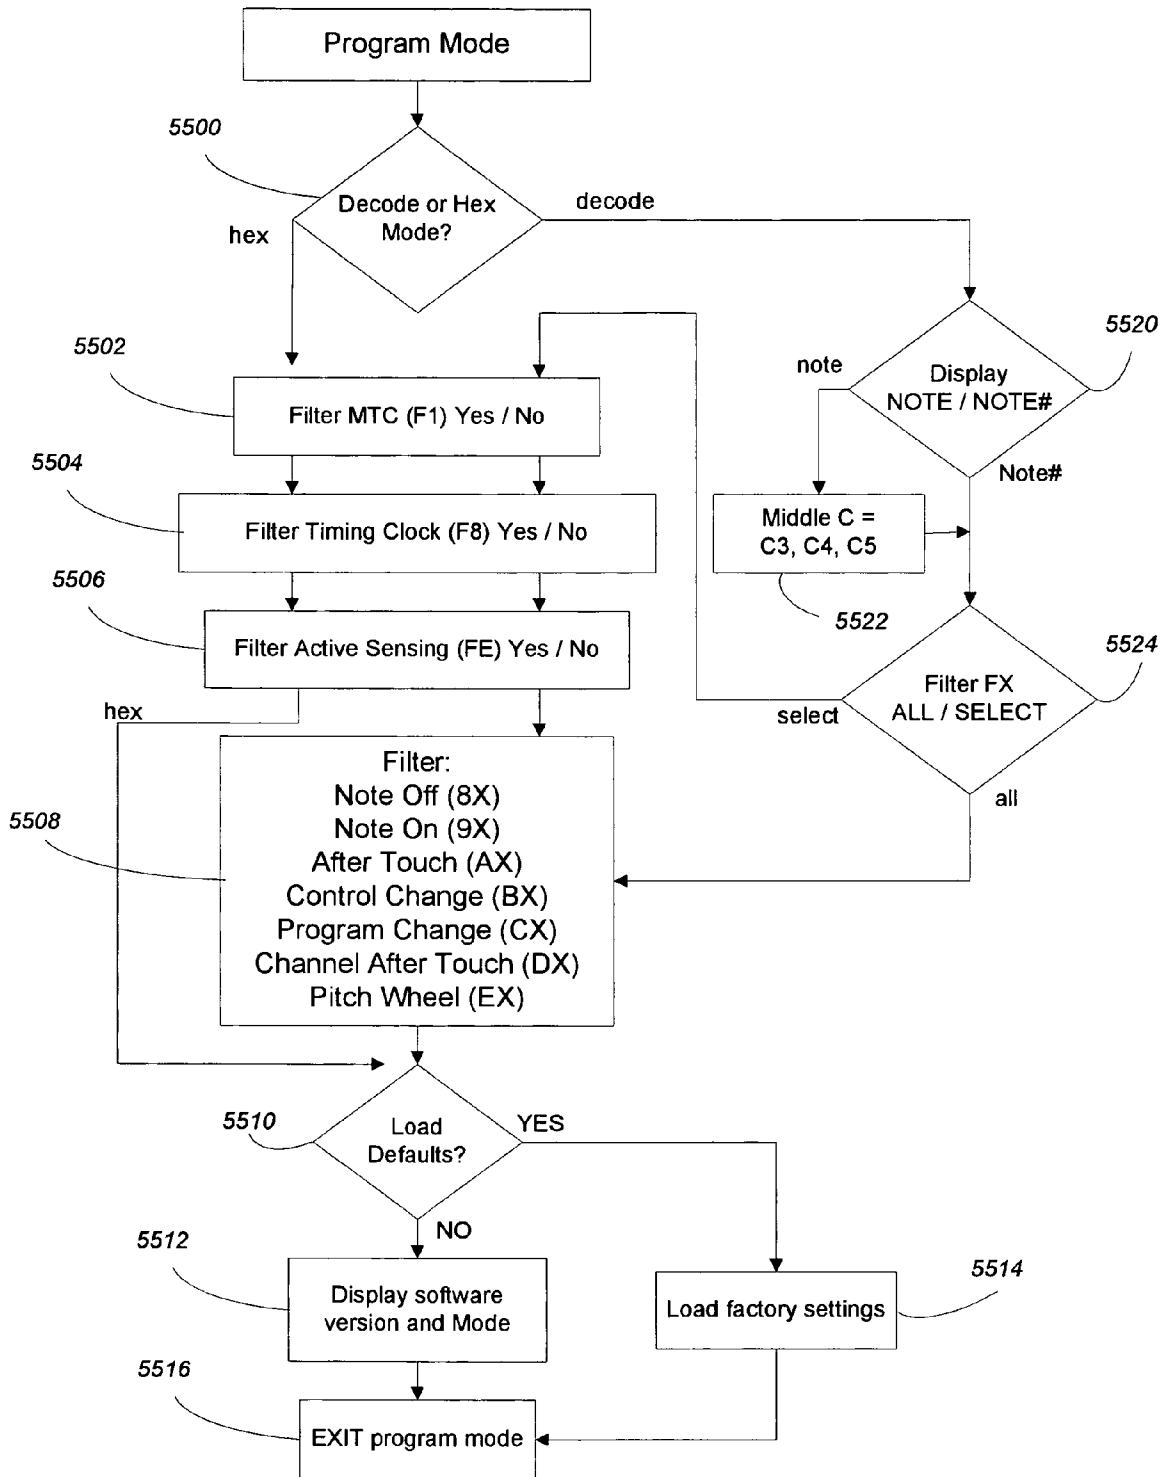 Program Mode
5500
Decode or Hex
Mode?
decode
hex
5520
5502
note
Display
NOTE / NOTE#
Filter MTC (F1) Yes / No
5504
Note#
Middle C =
C3, C4, C5
Filter Timing Clock (F8) Yes / No
5506
5522
Filter Active Sensing (FE) Yes / No
5524
Filter FX
ALL / SELECT
hex
select
all
Filter:
Note Off (8X)
Note On (9X)
After Touch (AX)
Control Change (BX)
Program Change (CX)
Channel After Touch (DX)
Pitch Wheel (EX)
5508
5510
Load
Defaults?
YES
NO
5512
Display software
version and Mode
5514
Load factory settings
5516
EXIT program mode